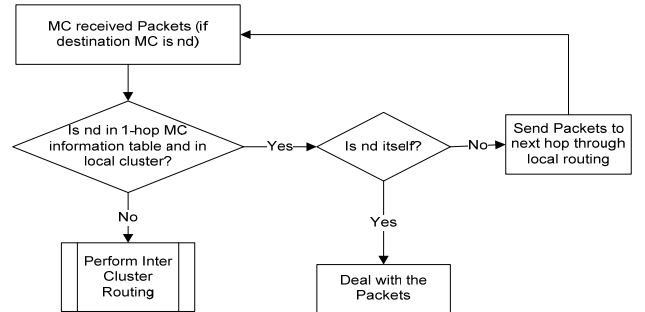 MC received Packets (if
destination MC is nd)
Is nd in 1-hop MC
information table and in
local cluster?
Yes
Is nd itself?
No
Send Packets to
next hop through
local routing
No
Yes
Perform Inter
Cluster
Routing
Deal with the
Packets